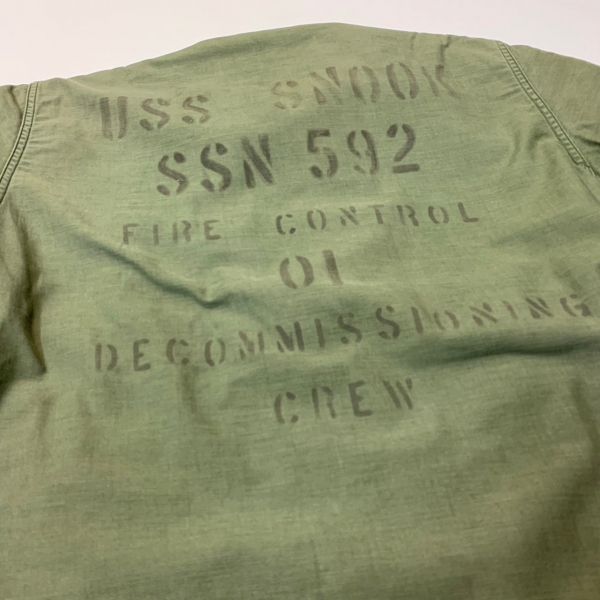 USS SNOOK
SSN 592
FIRE CONTROL
01
DECOMMISSIONING
CREW